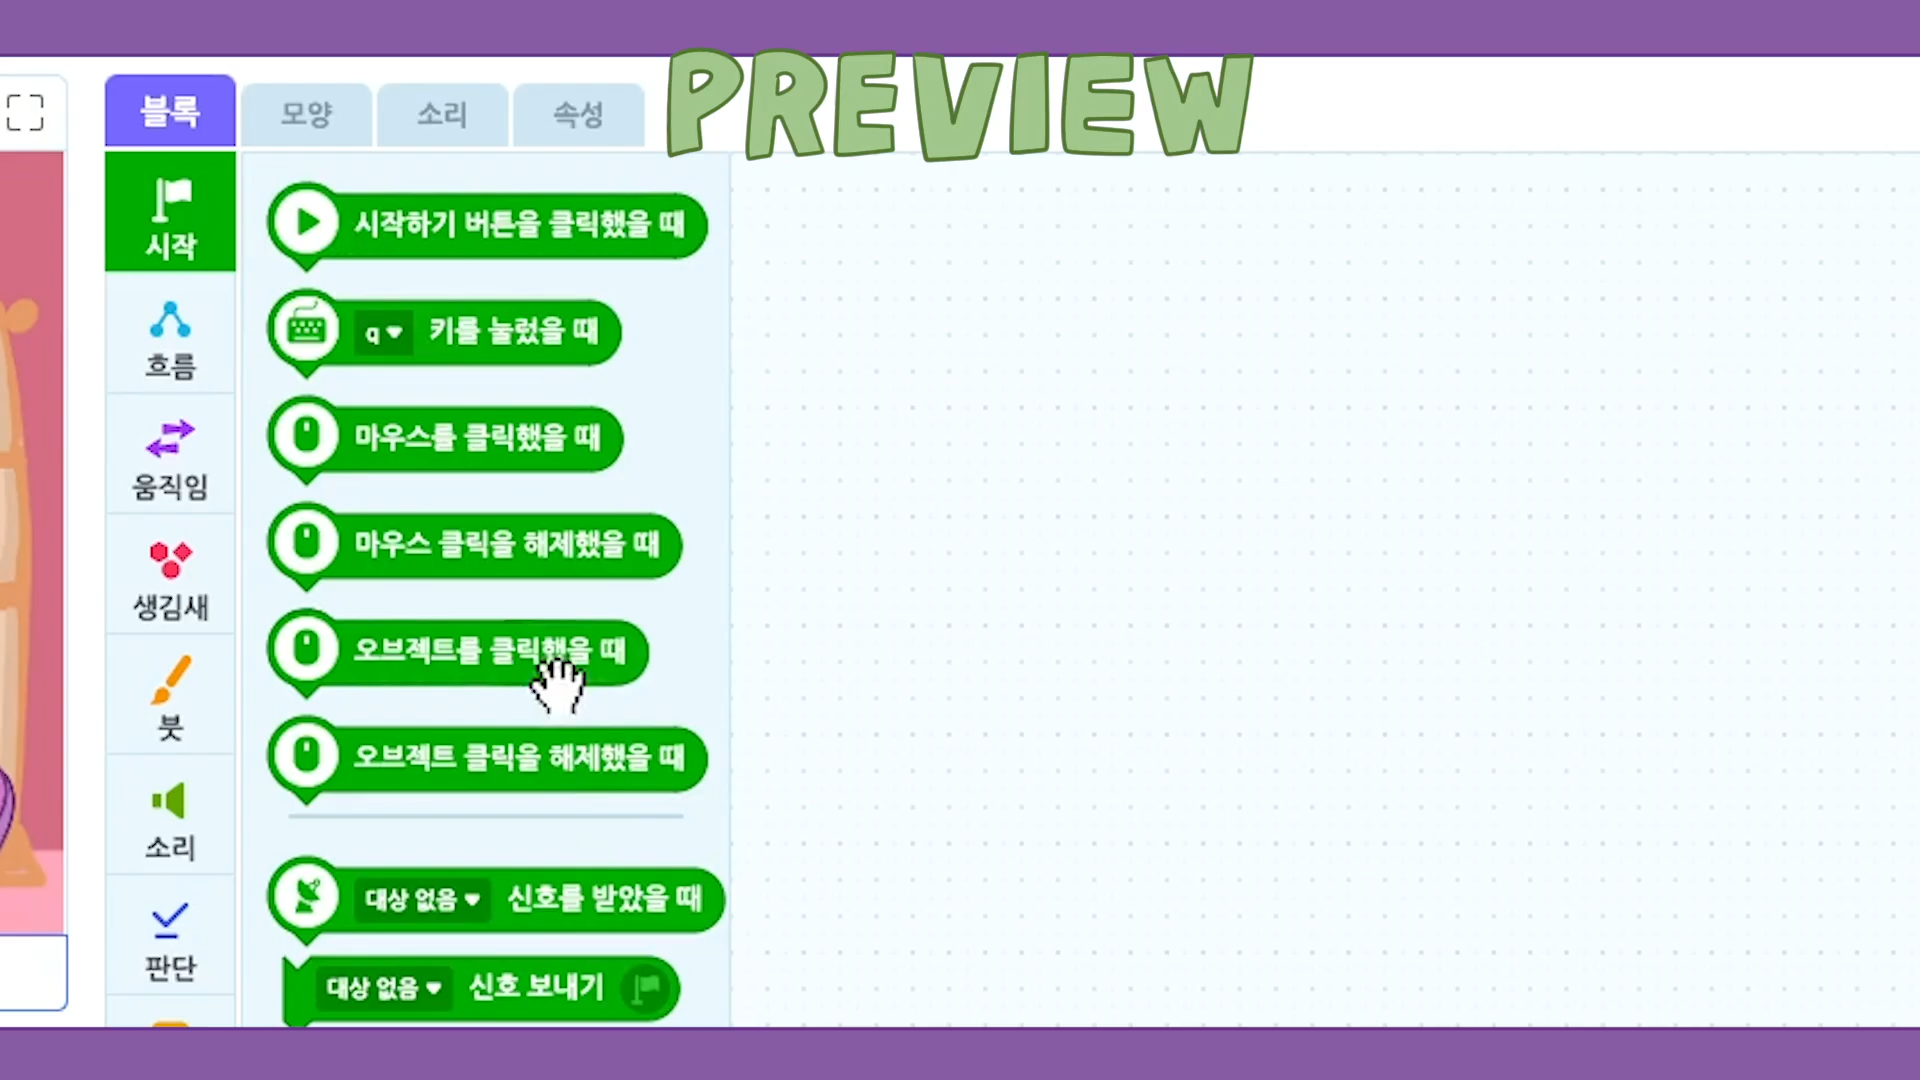 PREVIEW
블록
모양
소리
속성
시작
흐름
움직임
생김새
붓
소리
판단
시작하기 버튼을 클릭했을 때
q 키를 눌렀을 때
마우스를 클릭했을 때
마우스 클릭을 해제했을 때
오브젝트를 클릭했을 때
오브젝트 클릭을 해제했을 때
대상 없음 신호를 받았을 때
대상 없음 신호 보내기